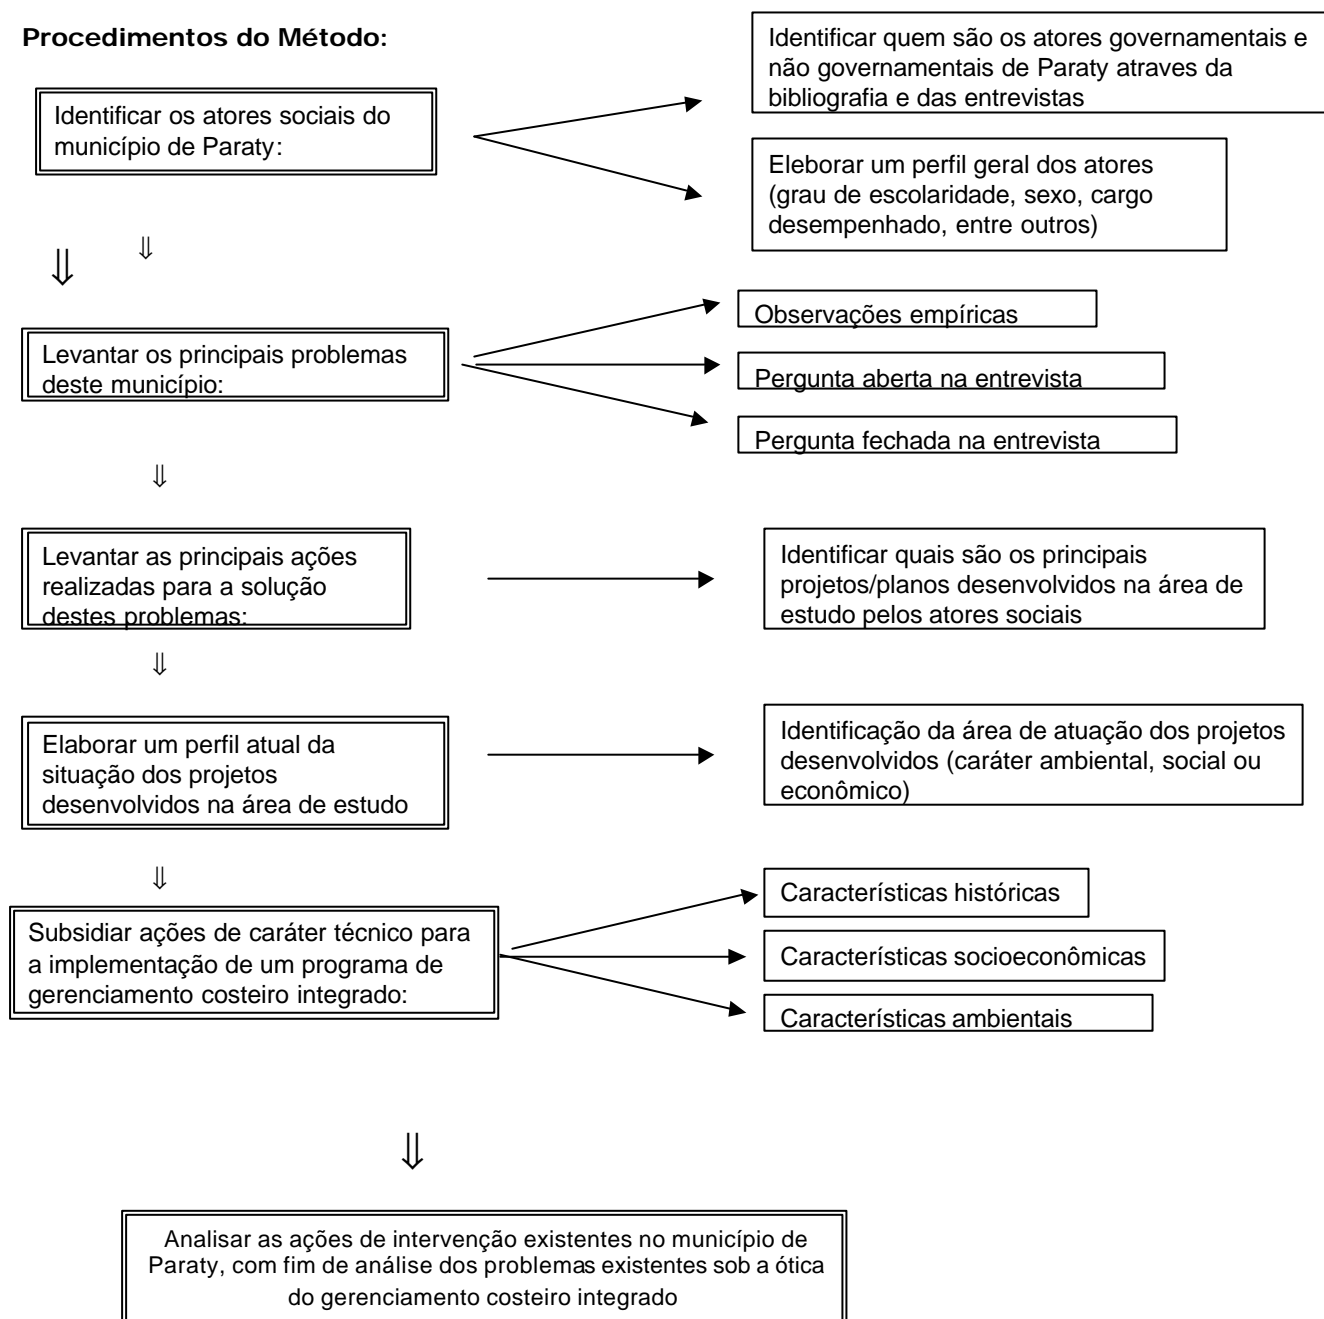 Procedimentos do Método:
Identificar os atores sociais do
município de Paraty:
Identificar quem são os atores governamentais e
não governamentais de Paraty atraves da
bibliografia e das entrevistas
Eleborar um perfil geral dos atores
(grau de escolaridade, sexo, cargo
desempenhado, entre outros)
⇓ ⇓
Levantar os principais problemas
deste município:
Observações empíricas
Pergunta aberta na entrevista
Pergunta fechada na entrevista
⇓
Levantar as principais ações
realizadas para a solução
destes problemas:
Identificar quais são os principais
projetos/planos desenvolvidos na área de
estudo pelos atores sociais
⇓
Elaborar um perfil atual da
situação dos projetos
desenvolvidos na área de estudo
Identificação da área de atuação dos projetos
desenvolvidos (caráter ambiental, social ou
econômico)
⇓
Subsidiar ações de caráter técnico para
a implementação de um programa de
gerenciamento costeiro integrado:
Características históricas
Características socioeconômicas
Características ambientais
⇓
Analisar as ações de intervenção existentes no município de
Paraty, com fim de análise dos problemas existentes sob a ótica
do gerenciamento costeiro integrado